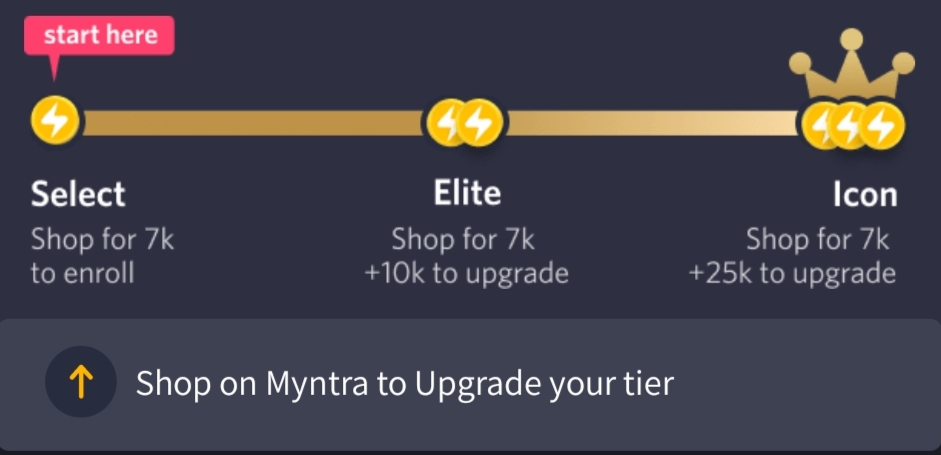 start here
Select
Shop for 7k
to enroll
Elite
Shop for 7k
+10k to upgrade
Icon
Shop for 7k
+25k to upgrade
Shop on Myntra to Upgrade your tier